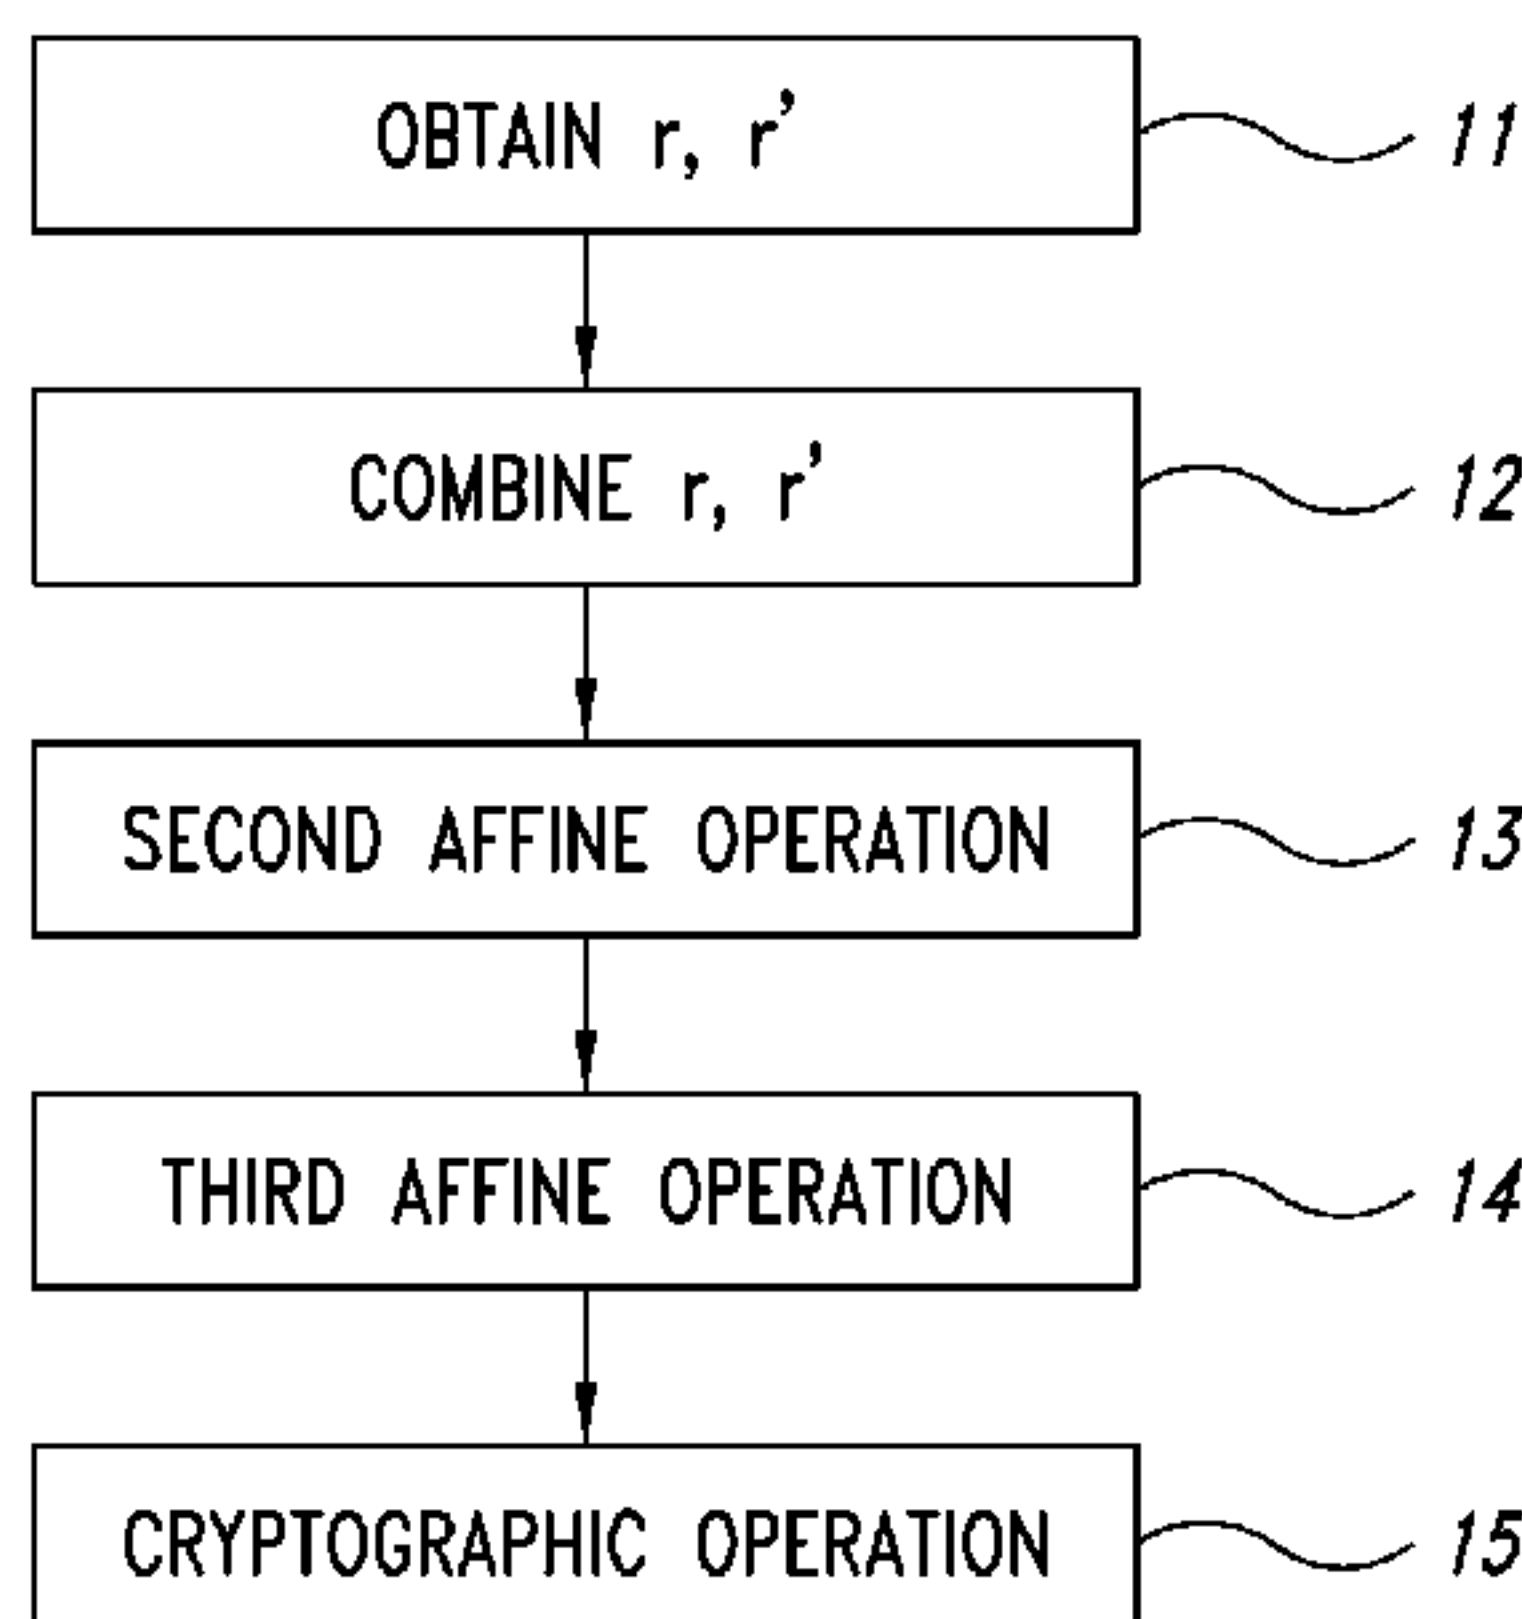 OBTAIN r, r' 11
COMBINE r, r' 12
SECOND AFFINE OPERATION 13
THIRD AFFINE OPERATION 14
CRYPTOGRAPHIC OPERATION 15